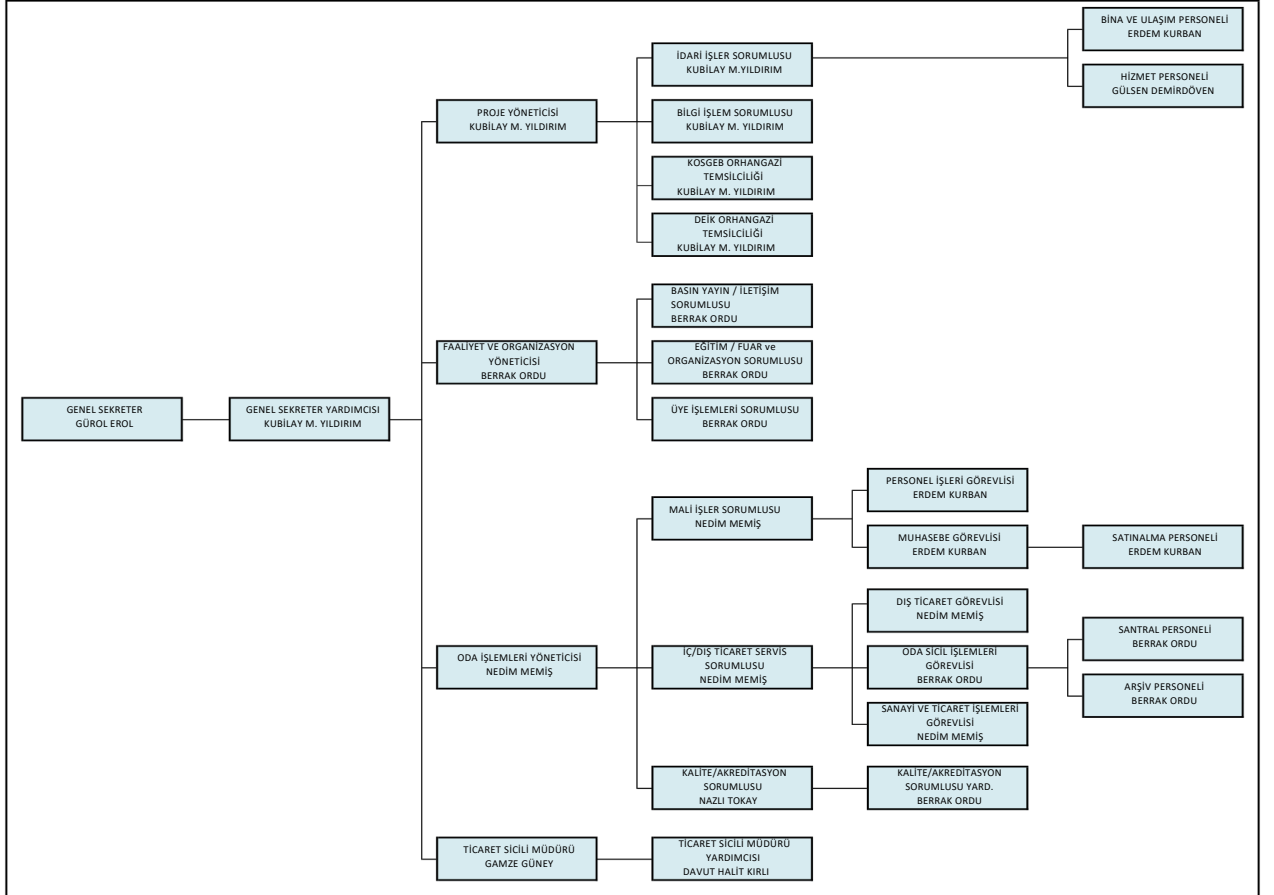 GENEL SEKRETER
GÜROL EROL
GENEL SEKRETER YARDIMCISI
KUBİLAY M. YILDIRIM
PROJE YÖNETİCİSI
KUBİLAY M. YILDIRIM
İDARİ İŞLER SORUMLUSU
KUBİLAY M.YILDIRIM
BİNA VE ULAŞIM PERSONELİ
ERDEM KURBAN
HİZMET PERSONELİ
GÜLSEN DEMİRDÖVEN
BİLGİ İŞLEM SORUMLUSU
KUBİLAY M. YILDIRIM
KOSGEB ORHANGAZİ
TEMSİLCİLİĞİ
KUBİLAY M. YILDIRIM
DEİK ORHANGAZİ
TEMSİLCİLİĞİ
KUBİLAY M. YILDIRIM
FAALİYET VE ORGANİZASYON
YÖNETİCİSİ
BERRAK ORDU
BASIN YAYIN / İLETİŞİM
SORUMLUSU
BERRAK ORDU
EĞİTİM / FUAR ve
ORGANİZASYON SORUMLUSU
BERRAK ORDU
ÜYE İŞLEMLERİ SORUMLUSU
BERRAK ORDU
ODA İŞLEMLERİ YÖNETİCİSİ
NEDİM MEMİŞ
MALİ İŞLER SORUMLUSU
NEDİM MEMİŞ
PERSONEL İŞLERİ GÖREVLİSİ
ERDEM KURBAN
MUHASEBE GÖREVLİSİ
ERDEM KURBAN
SATINALMA PERSONELİ
ERDEM KURBAN
İÇ/DIŞ TİCARET SERVİS
SORUMLUSU
NEDİM MEMİŞ
DIŞ TİCARET GÖREVLİSİ
NEDİM MEMİŞ
ODA SİCİL İŞLEMLERİ
GÖREVLİSİ
BERRAK ORDU
SANTRAL PERSONELİ
BERRAK ORDU
ARŞİV PERSONELİ
BERRAK ORDU
SANAYİ VE TİCARET İŞLEMLERİ
GÖREVLİSİ
NEDİM MEMİŞ
KALİTE/AKREDİTASYON
SORUMLUSU
NAZLI TOKAY
KALİTE/AKREDİTASYON
SORUMLUSU YARD.
BERRAK ORDU
TİCARET SİCİLİ MÜDÜRÜ
GAMZE GÜNEY
TİCARET SİCİLİ MÜDÜRÜ
YARDIMCISI
DAVUT HALİT KIRLI